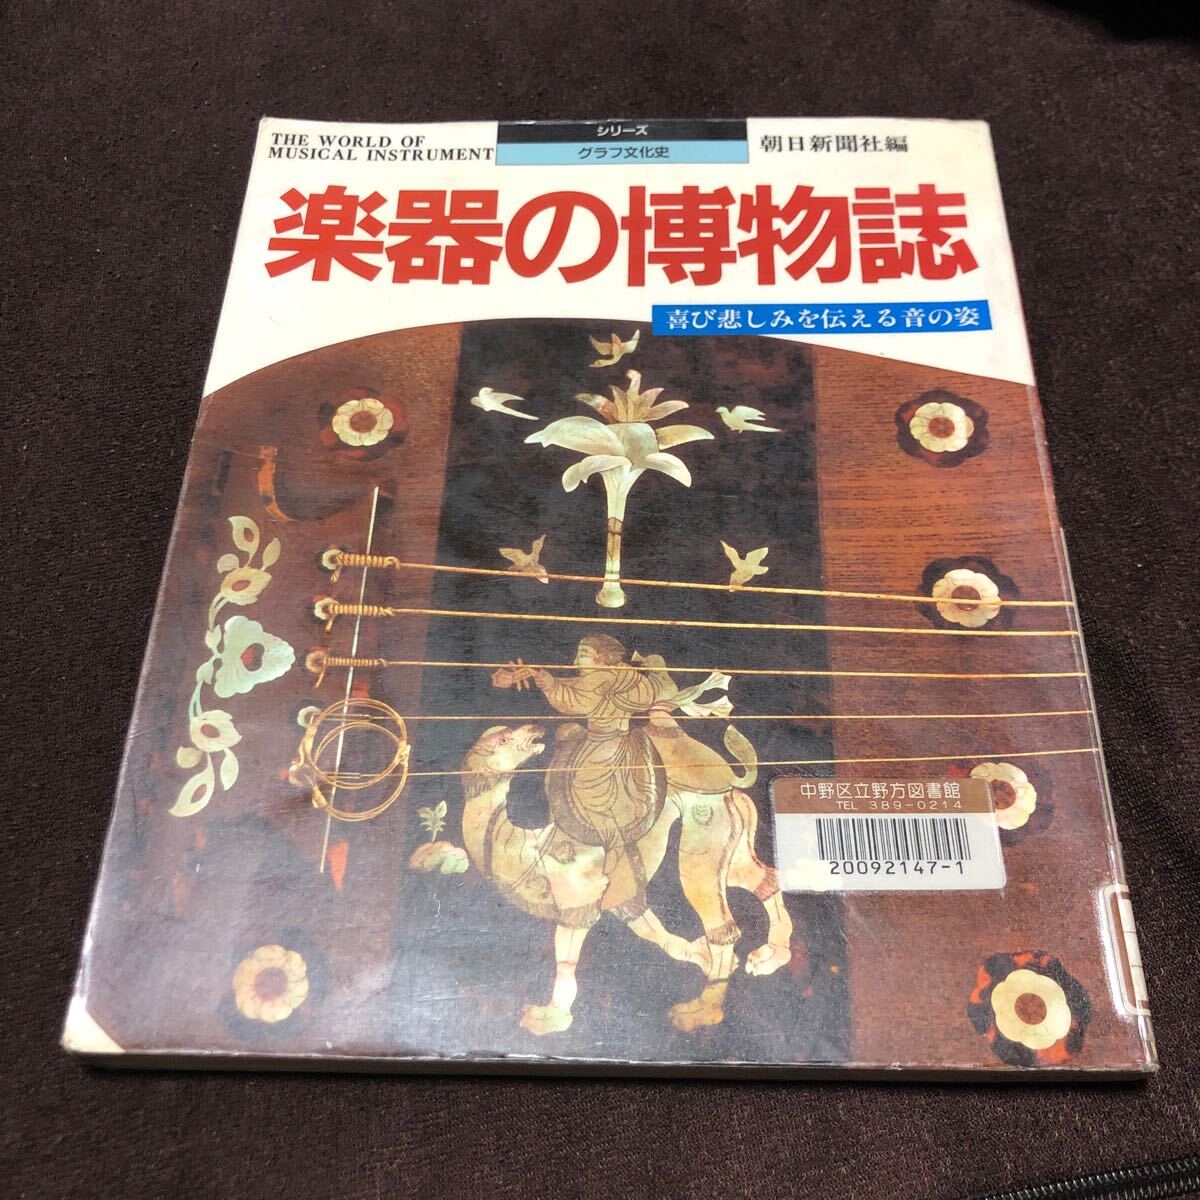 THE WORLD OF
MUSICAL INSTRUMENT
シリーズ
グラフ文化史
朝日新聞社編
楽器の博物誌
喜び悲しみを伝える音の姿
中野区立野方図書館
TEL 389-0214
20092147-1